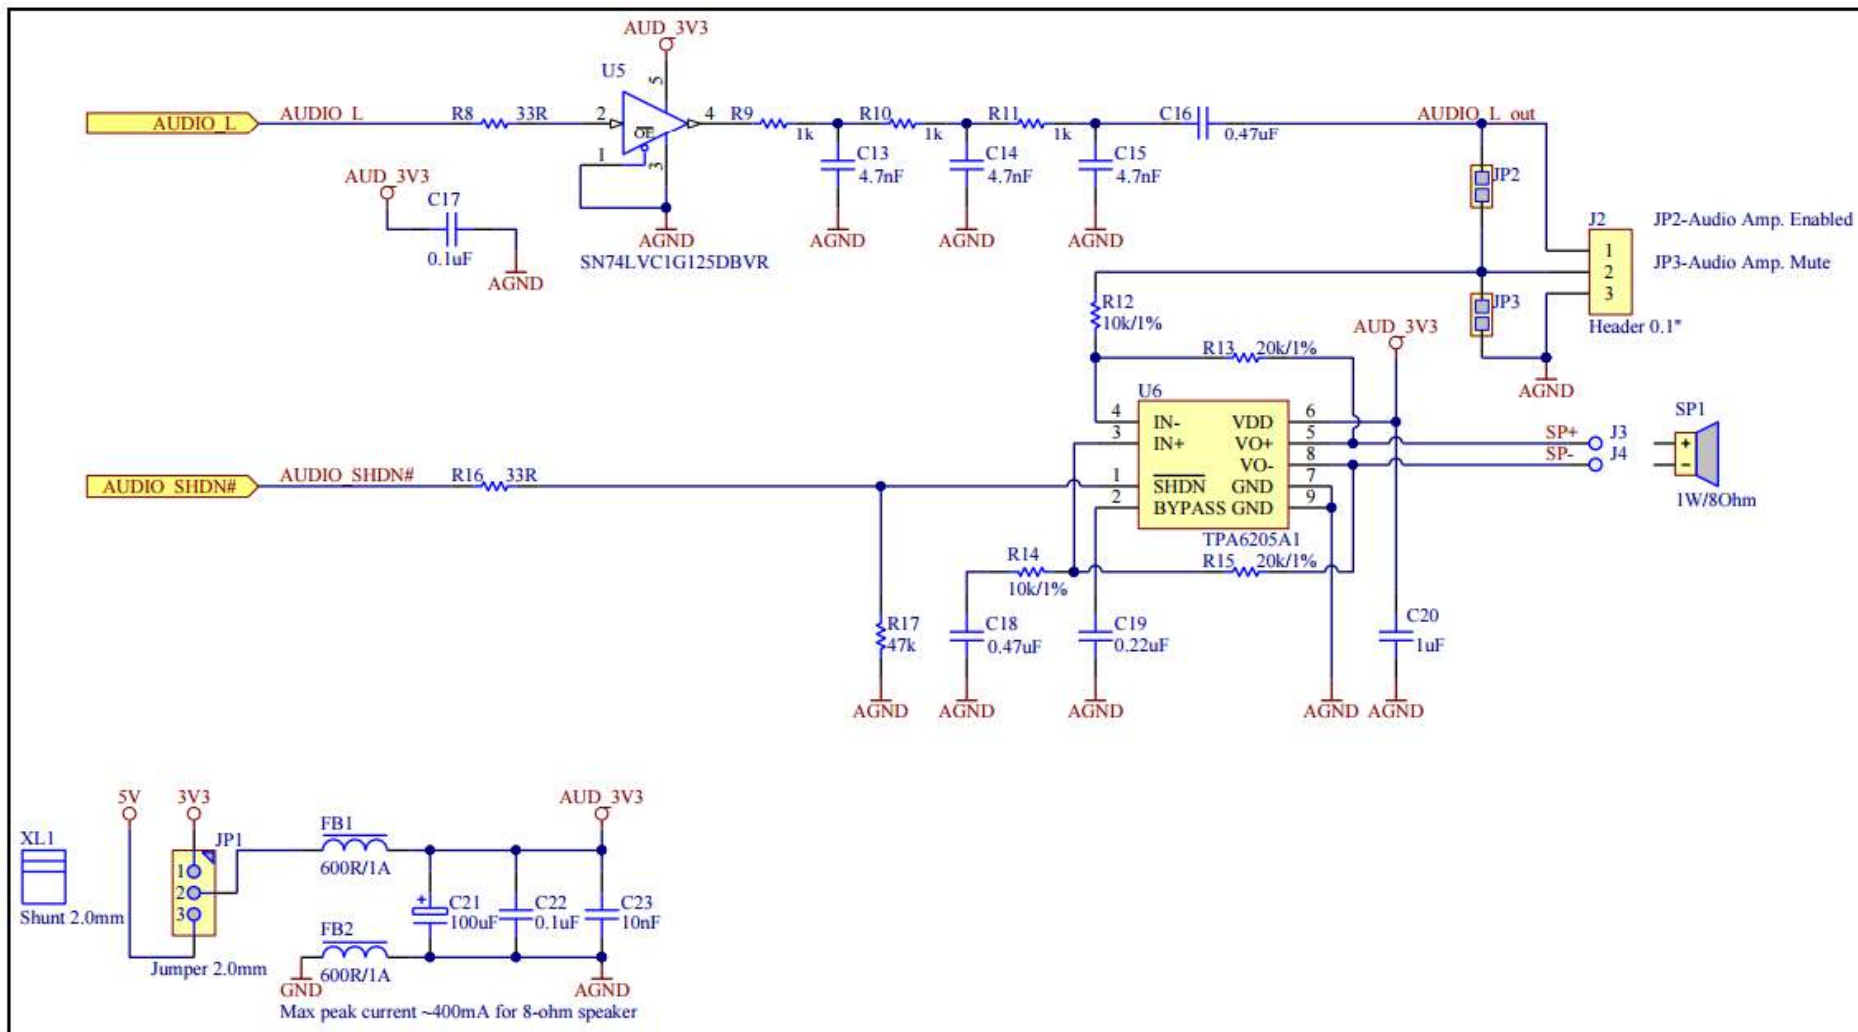 AUD_3V3
U5
5
AUDIO_L
AUDIO_L
R8
33R
2
OE
4
R9
1k
R10
1k
R11
1k
C16
0.47uF
AUDIO_L_out
1
3
C13
4.7nF
C14
4.7nF
C15
4.7nF
JP2
AUD_3V3
C17
0.1uF
AGND
AGND
SN74LVC1G125DBVR
AGND
AGND
AGND
J2
JP2-Audio Amp. Enabled
1
2
3
JP3-Audio Amp. Mute
Header 0.1"
JP3
AGND
R12
10k/1%
R13
20k/1%
AUD_3V3
U6
4
IN-
VDD
6
3
IN+
VO+
5
VO-
8
1
SHDN
GND
7
2
BYPASS
GND
9
TPA6205A1
SP+
J3
SP-
J4
SP1
+
−
1W/8Ohm
AUDIO_SHDN#
AUDIO_SHDN#
R16
33R
R14
10k/1%
R15
20k/1%
R17
47k
C18
0.47uF
C19
0.22uF
C20
1uF
AGND
AGND
AGND
AGND
AGND
5V
3V3
AUD_3V3
XL1
Shunt 2.0mm
JP1
1
2
3
Jumper 2.0mm
FB1
600R/1A
+
C21
100uF
C22
0.1uF
C23
10nF
FB2
600R/1A
GND
AGND
Max peak current ~400mA for 8-ohm speaker